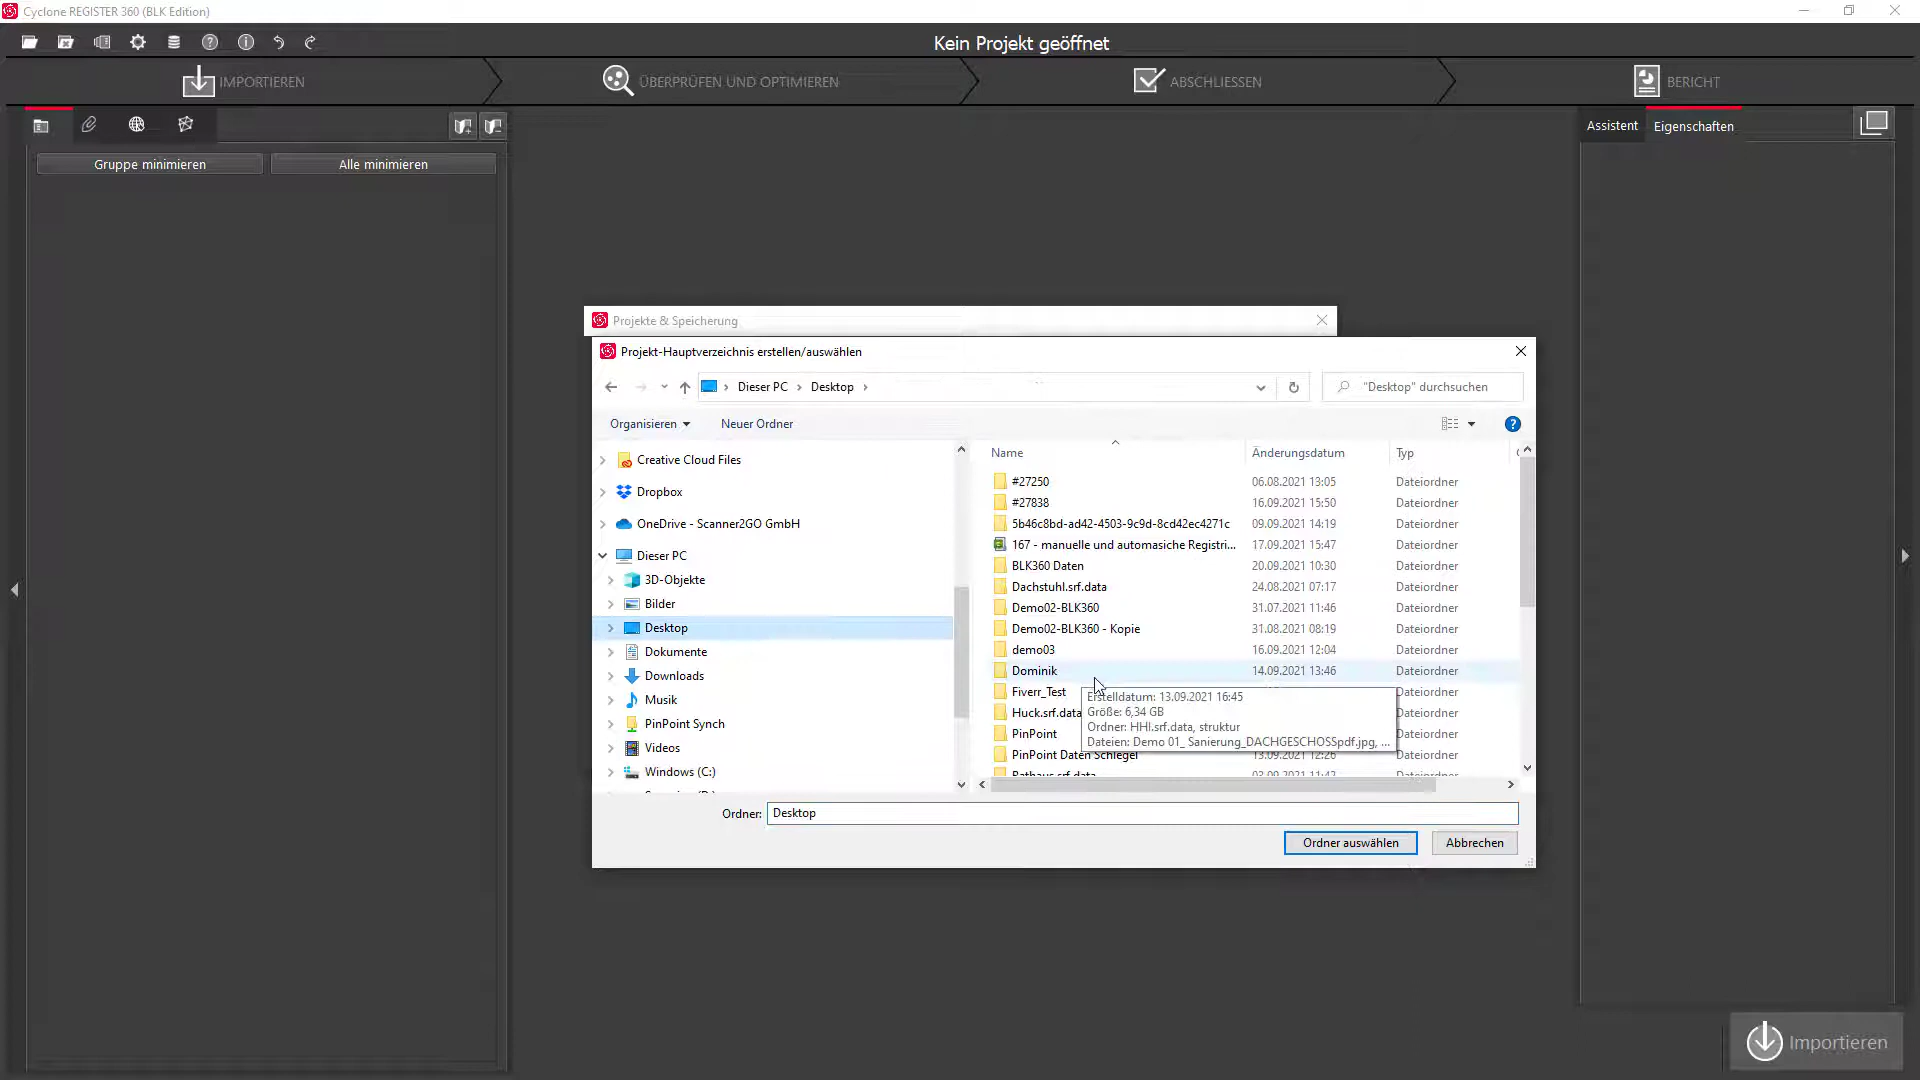 Cyclone REGISTER 360 (BLK Edition)
Kein Projekt geöffnet
IMPORTIEREN
ÜBERPRÜFEN UND OPTIMIEREN
ABSCHLIESSEN
BERICHT
Assistent
Eigenschaften
Gruppe minimieren
Alle minimieren
Projekte & Speicherung
Projekt-Hauptverzeichnis erstellen/auswählen
Dieser PC
Desktop
"Desktop" durchsuchen
Organisieren
Neuer Ordner
Creative Cloud Files
Dropbox
OneDrive - Scanner2GO GmbH
Dieser PC
3D-Objekte
Bilder
Desktop
Dokumente
Downloads
Musik
PinPoint Synch
Videos
Windows (C:)
Name Änderungsdatum Typ
#27250 06.08.2021 13:05 Dateiordner
#27838 16.09.2021 15:50 Dateiordner
5b46c8bd-ad42-4503-9c9d-8cd42ec4271c 09.09.2021 14:19 Dateiordner
167 - manuelle und automasiche Registri... 17.09.2021 15:47 Dateiordner
BLK360 Daten 20.09.2021 10:30 Dateiordner
Dachstuhl.srf.data 24.08.2021 07:17 Dateiordner
Demo02-BLK360 31.07.2021 11:46 Dateiordner
Demo02-BLK360 - Kopie 31.08.2021 08:19 Dateiordner
demo03 16.09.2021 12:04 Dateiordner
Dominik 14.09.2021 13:46 Dateiordner
Fiverr_Test Dateiordner
Huck.srf.data Dateiordner
PinPoint Dateiordner
PinPoint Daten Schlegel 13.09.2021 12:26 Dateiordner
Erstelldatum: 13.09.2021 16:45
Größe: 6,34 GB
Ordner: HHI.srf.data, struktur
Dateien: Demo 01_ Sanierung_DACHGESCHOSSpdf.jpg, ...
Ordner: Desktop
Ordner auswählen
Abbrechen
Importieren